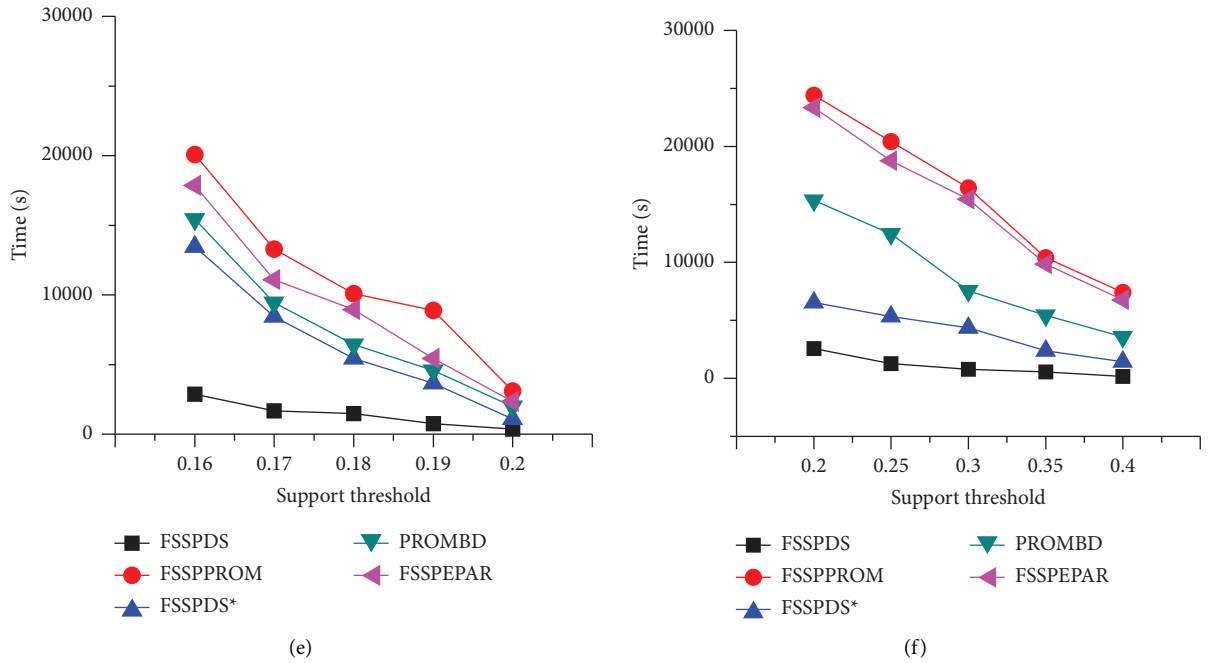 30000
20000
10000
0
Time (s)
0.16 0.17 0.18 0.19 0.2
Support threshold
FSSPDS PROMBD
FSSPPROM FSSPEPAR
FSSPDS*
(e)
30000
20000
10000
0
Time (s)
0.2 0.25 0.3 0.35 0.4
Support threshold
FSSPDS PROMBD
FSSPPROM FSSPEPAR
FSSPDS*
(f)